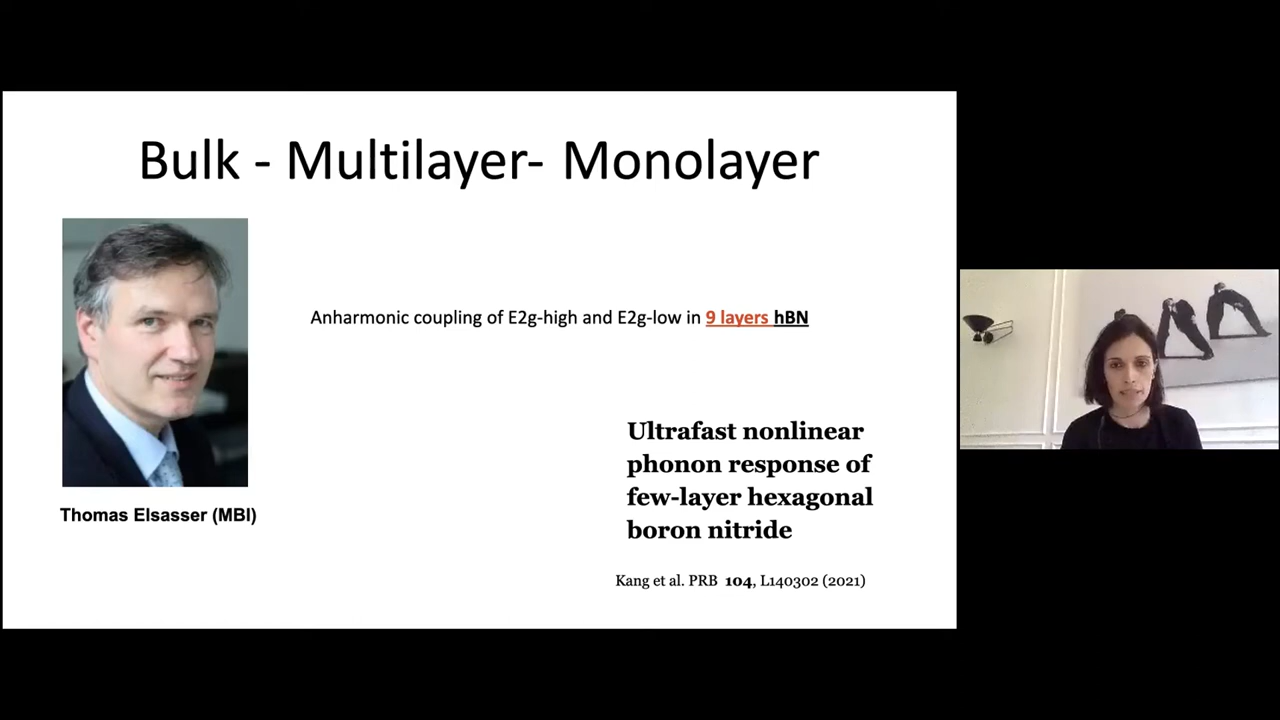 Bulk - Multilayer- Monolayer
Anharmonic coupling of E2g-high and E2g-low in 9 layers hBN
Ultrafast nonlinear
phonon response of
few-layer hexagonal
boron nitride
Thomas Elsasser (MBI)
Kang et al. PRB 104, L140302 (2021)